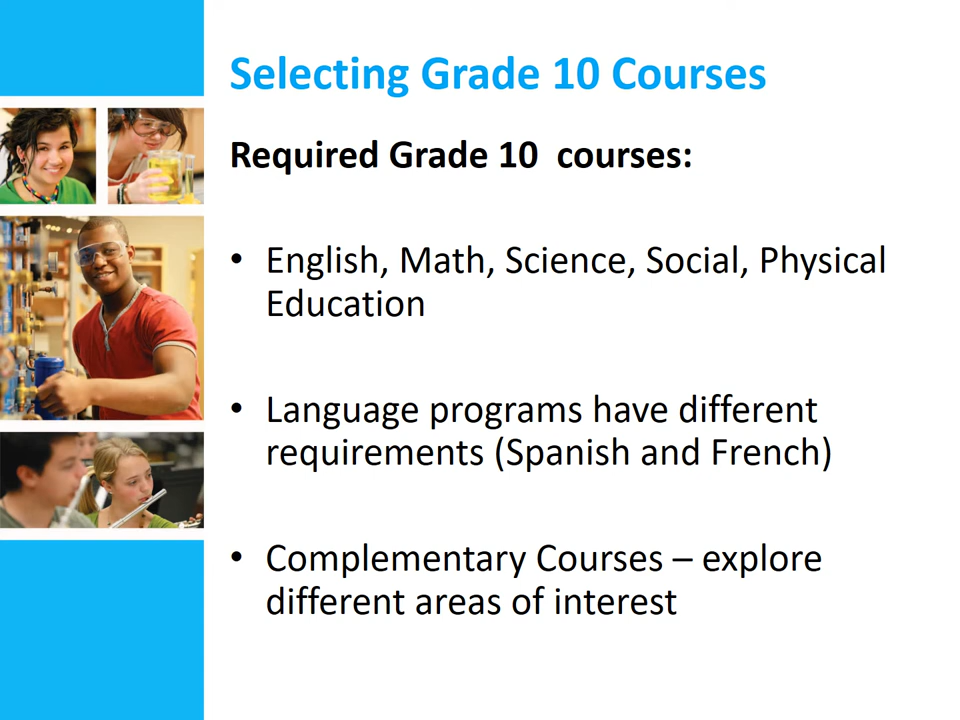 Selecting Grade 10 Courses
Required Grade 10  courses:
• English, Math, Science, Social, Physical
Education
• Language programs have different
requirements (Spanish and French)
• Complementary Courses – explore
different areas of interest